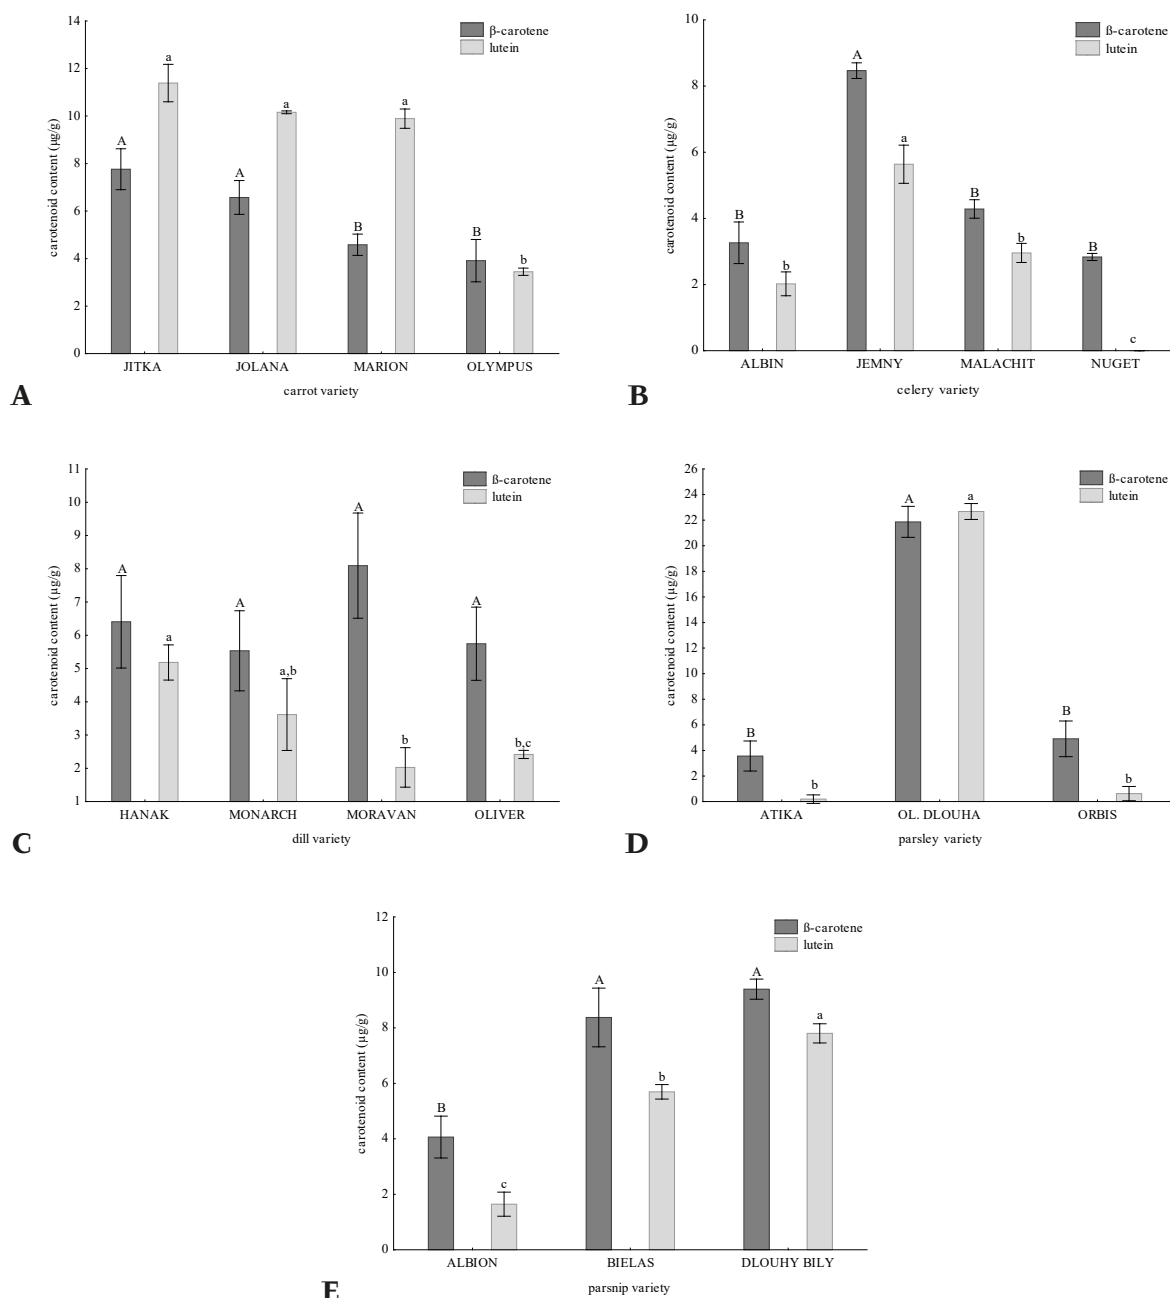 14
12
10
8
6
4
2
0
carotenoid content (µg/g)
β-carotene
lutein
A
a
A
a
B
a
B
b
JITKA
JOLANA
MARION
OLYMPUS
carrot variety
A
10
8
6
4
2
0
carotenoid content (µg/g)
ß-carotene
lutein
B
b
A
a
B
b
B
c
ALBIN
JEMNY
MALACHIT
NUGET
celery variety
B
11
10
9
8
7
6
5
4
3
2
1
carotenoid content (µg/g)
ß-carotene
lutein
A
a
A
a,b
A
b
A
b,c
HANAK
MONARCH
MORAVAN
OLIVER
dill variety
C
26
24
22
20
18
16
14
12
10
8
6
4
2
0
carotenoid content (µg/g)
ß-carotene
lutein
B
b
A
a
B
b
ATIKA
OL. DLOUHA
ORBIS
parsley variety
D
12
10
8
6
4
2
0
carotenoid content (µg/g)
ß-carotene
lutein
B
c
A
b
A
a
ALBION
BIELAS
DLOUHY BILY
parsnip variety
E